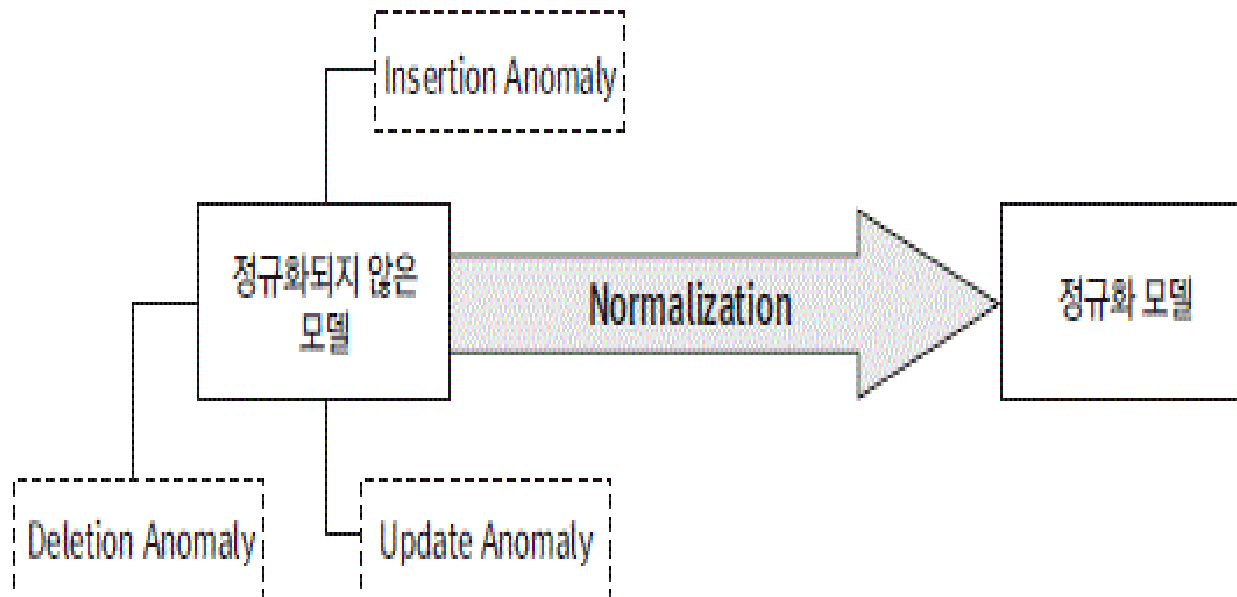 Insertion Anomaly
정규화되지 않은
모델
Normalization
정규화 모델
Deletion Anomaly
Update Anomaly